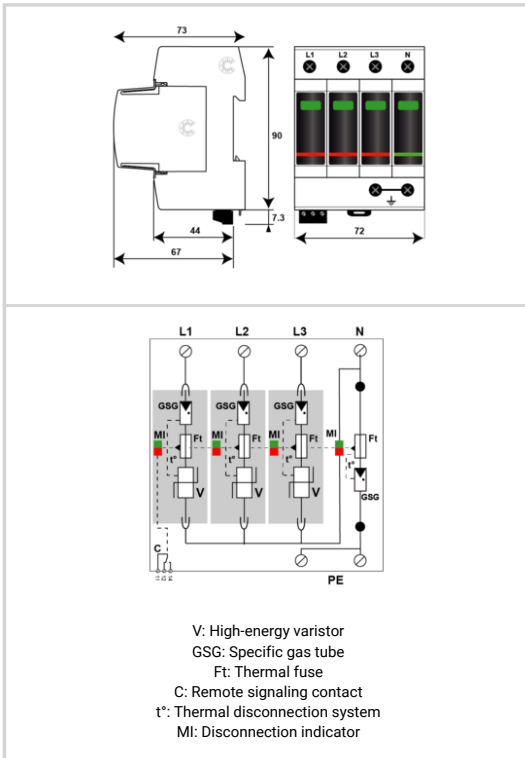 73
L1 L2 L3 N
C
C
90
7.3
44
67
72
L1 L2 L3 N
GSG GSG GSG
MI Ft MI Ft MI Ft MI Ft
t° t° t° t°
GSG
V V V
C
PE
V: High-energy varistor
GSG: Specific gas tube
Ft: Thermal fuse
C: Remote signaling contact
t°: Thermal disconnection system
MI: Disconnection indicator